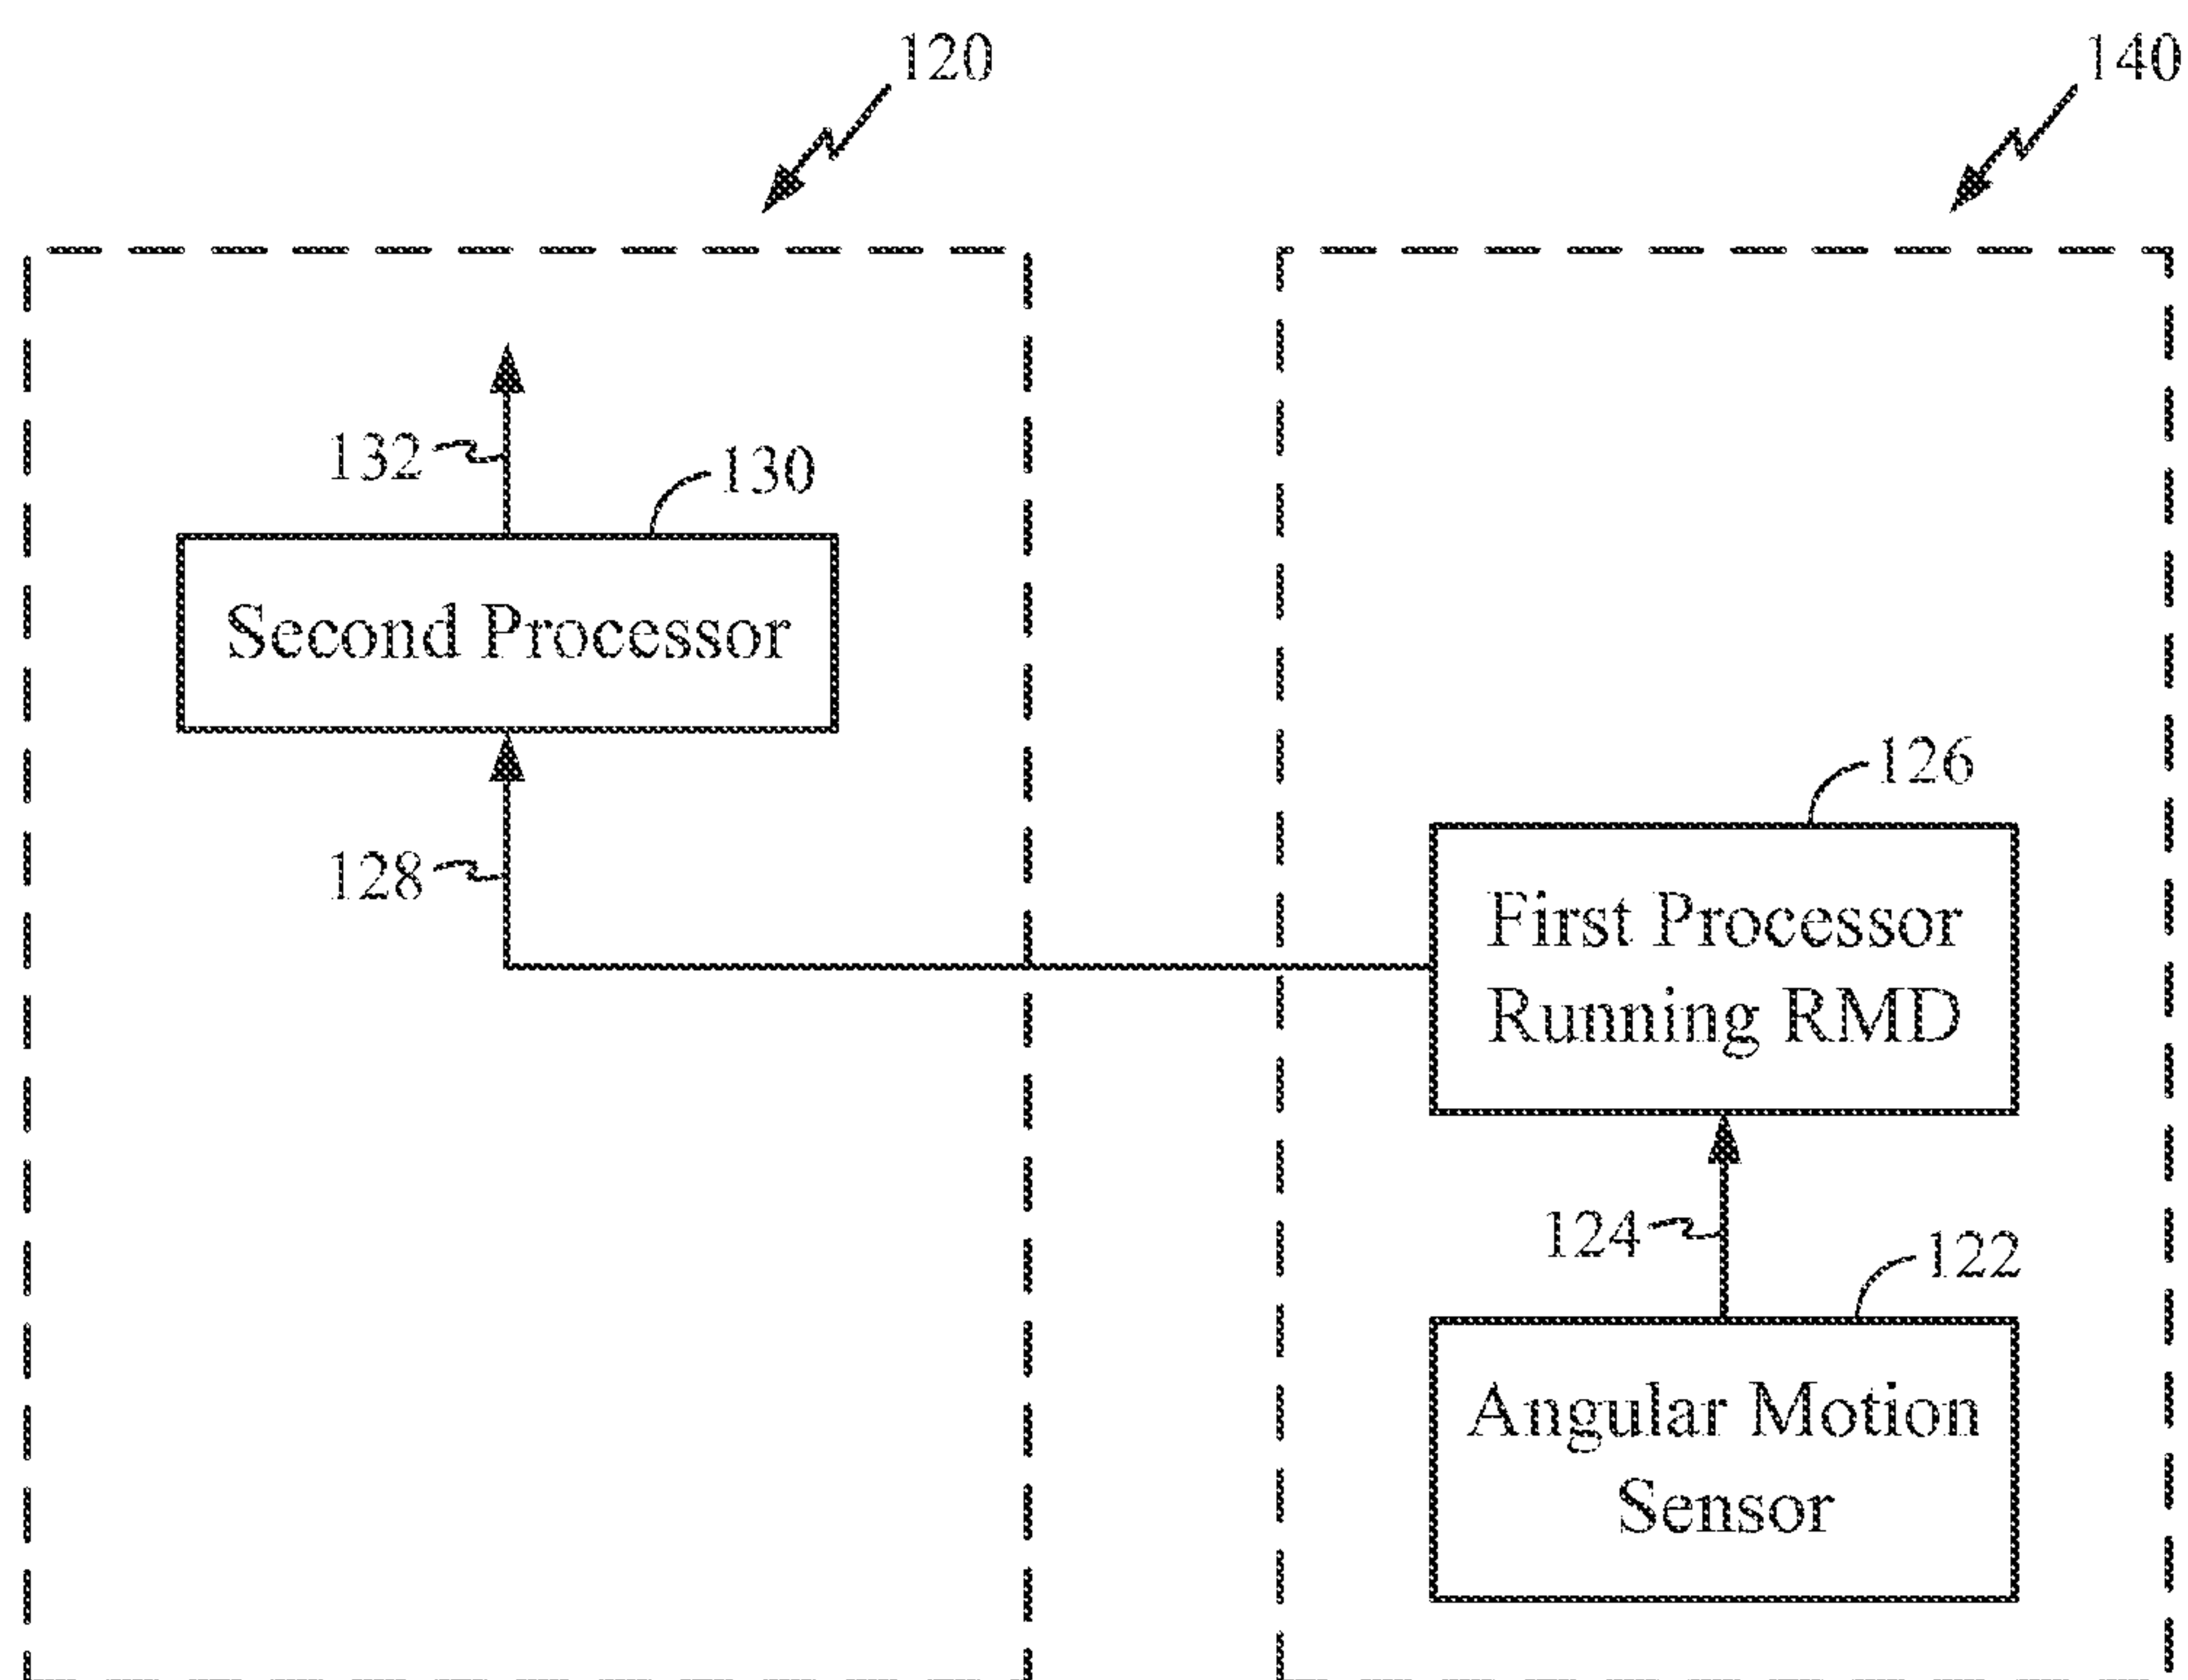 120
140
132
130
Second Processor
126
128
First Processor
Running RMD
124
122
Angular Motion
Sensor